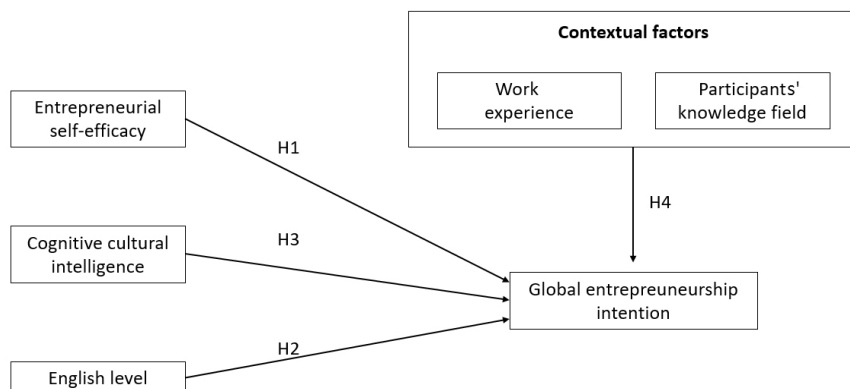 Contextual factors
Work
experience
Participants'
knowledge field
Entrepreneurial
self-efficacy
H1
H4
Cognitive cultural
intelligence
H3
Global entrepruneurship
intention
H2
English level